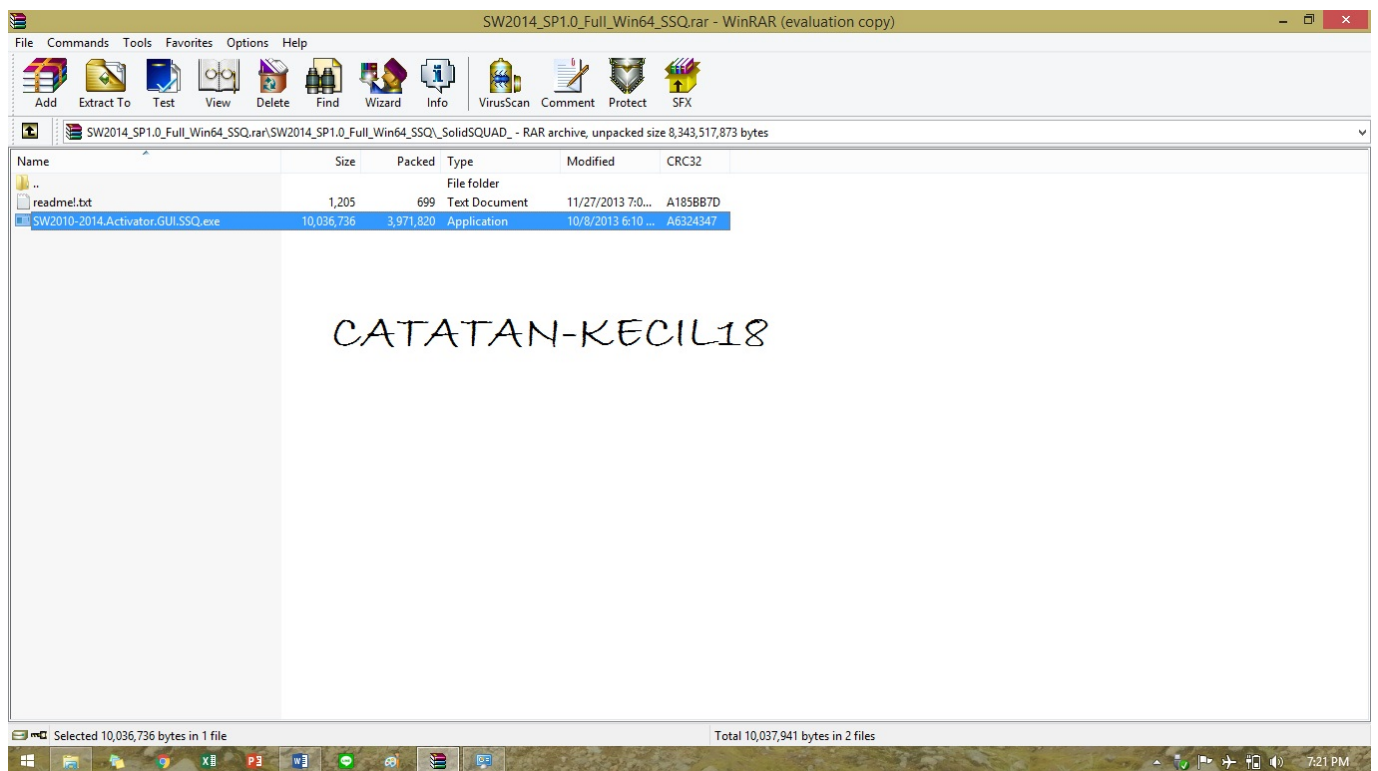 SW2014_SP1.0_Full_Win64_SSQ.rar - WinRAR (evaluation copy)
File Commands Tools Favorites Options Help
Add Extract To Test View Delete Find Wizard Info VirusScan Comment Protect SFX
SW2014_SP1.0_Full_Win64_SSQ.rar\SW2014_SP1.0_Full_Win64_SSQ\_SolidSQUAD_ - RAR archive, unpacked size 8,343,517,873 bytes
Name Size Packed Type Modified CRC32
.. File folder
readme!.txt 1,205 699 Text Document 11/27/2013 7:0... A185BB7D
SW2010-2014.Activator.GUI.SSQ.exe 10,036,736 3,971,820 Application 10/8/2013 6:10 ... A6324347
CATATAN-KECIL18
Selected 10,036,736 bytes in 1 file Total 10,037,941 bytes in 2 files
7:21 PM